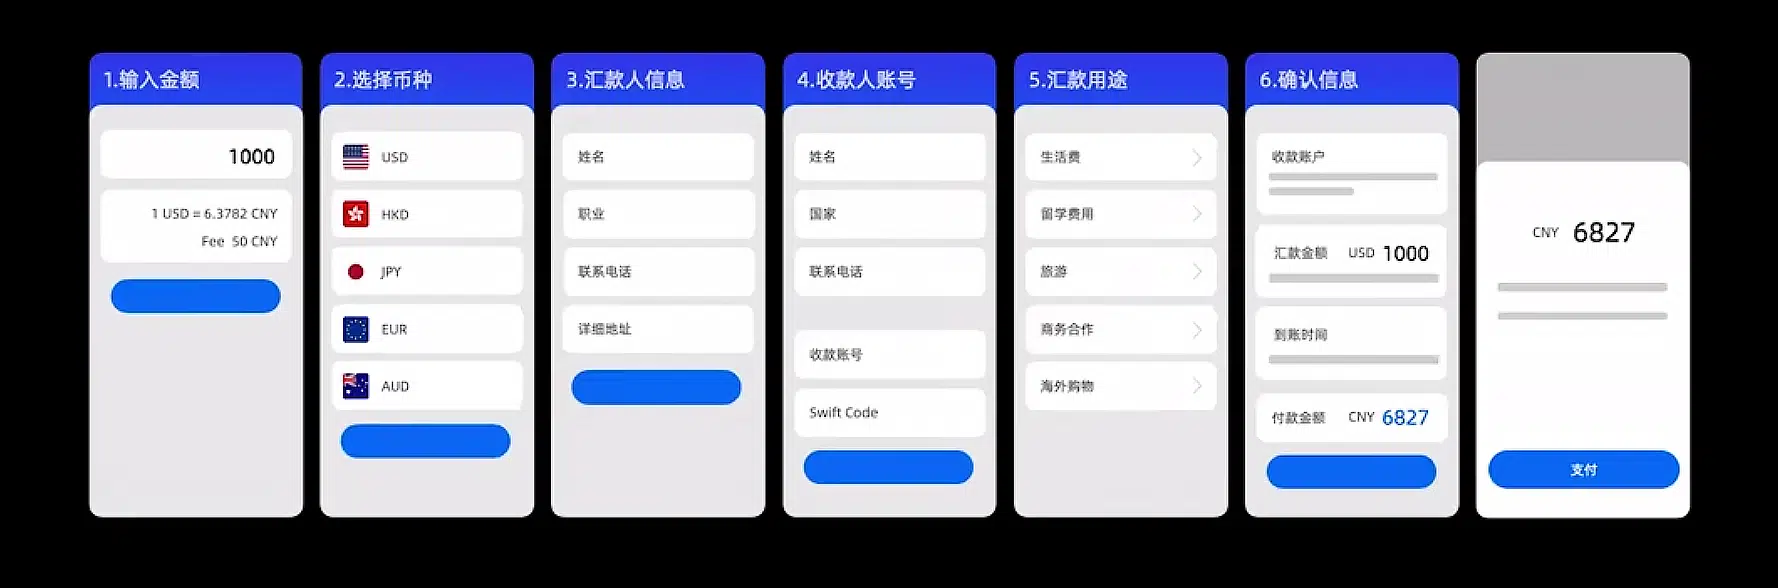 1.输入金额
1000
1 USD = 6.3782 CNY
Fee 50 CNY
2.选择币种
USD
HKD
JPY
EUR
AUD
3.汇款人信息
姓名
职业
联系电话
详细地址
4.收款人账号
姓名
国家
联系电话
收款账号
Swift Code
5.汇款用途
生活费
留学费用
旅游
商务合作
海外购物
6.确认信息
收款账户
汇款金额 USD 1000
到账时间
付款金额 CNY 6827
CNY 6827
支付